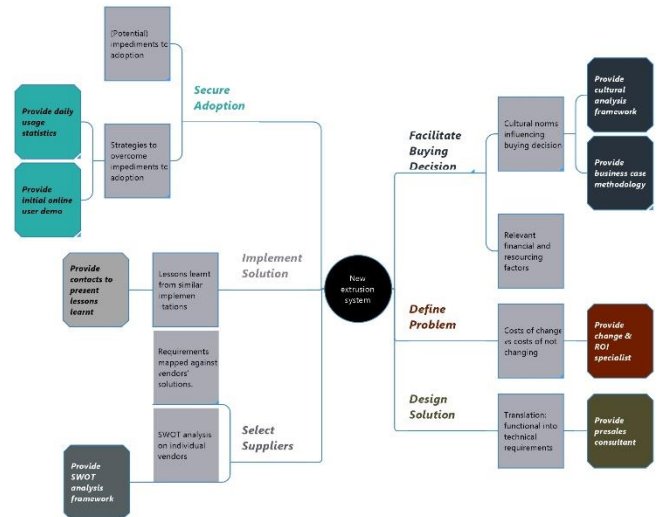 [Potential]
impediments to
adoption
Secure
Adoption
Provide daily
usage
statistics
Strategies to
overcome
impediments to
adoption
Provide
initial online
user demo
Implement
Solution
Provide
contacts to
present
lessons
learnt
Lessons learnt
from similar
implemen
tations
Requirements
mapped against
vendors'
solutions.
Select
Suppliers
SWOT analysis
on individual
vendors
Provide
SWOT
analysis
framework
New
extrusion
system
Facilitate
Buying
Decision
Cultural norms
influencing
buying decision
Provide
cultural
analysis
framework
Provide
business case
methodology
Relevant
financial and
resourcing
factors
Define
Problem
Costs of change
vs costs of not
changing
Provide
change &
ROI
specialist
Design
Solution
Translation:
functional into
technical
requirements
Provide
presales
consultant